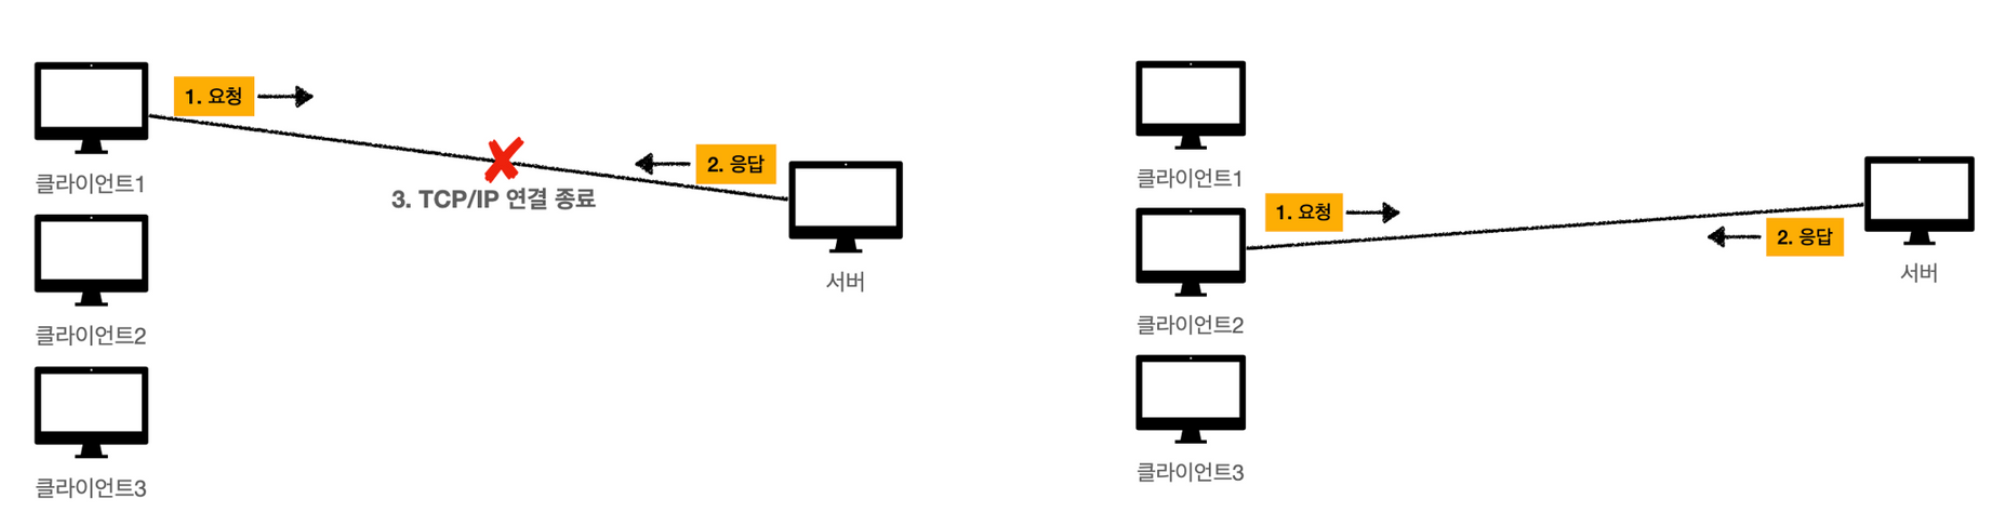 1. 요청
2. 응답
3. TCP/IP 연결 종료
클라이언트1
서버
클라이언트2
클라이언트3
클라이언트1
1. 요청
2. 응답
서버
클라이언트2
클라이언트3